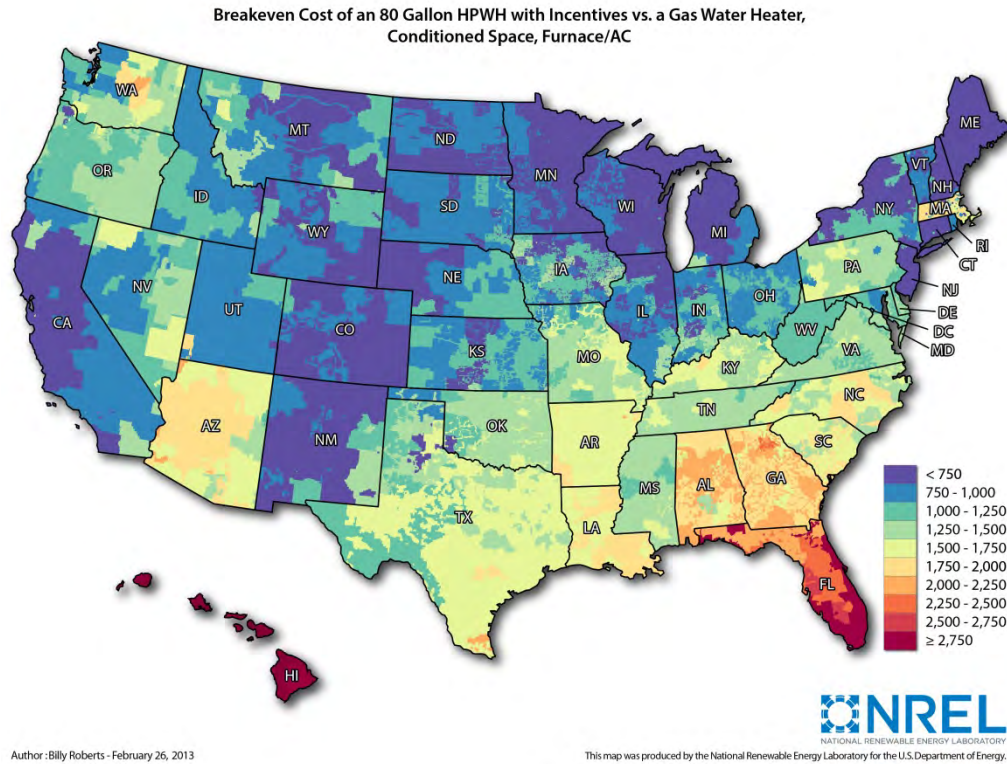 Breakeven Cost of an 80 Gallon HPWH with Incentives vs. a Gas Water Heater,
Conditioned Space, Furnace/AC
WA
MT
ND
MN
ME
VT
NH
OR
ID
WY
SD
WI
MI
NY
MA
RI
CT
NV
UT
CO
NE
IA
IL
IN
OH
PA
NJ
DE
DC
MD
CA
KS
MO
KY
WV
VA
AZ
NM
OK
AR
TN
NC
SC
TX
LA
MS
AL
GA
FL
HI
< 750
750 - 1,000
1,000 - 1,250
1,250 - 1,500
1,500 - 1,750
1,750 - 2,000
2,000 - 2,250
2,250 - 2,500
2,500 - 2,750
≥ 2,750
NREL
NATIONAL RENEWABLE ENERGY LABORATORY
Author : Billy Roberts - February 26, 2013
This map was produced by the National Renewable Energy Laboratory for the U.S. Department of Energy.